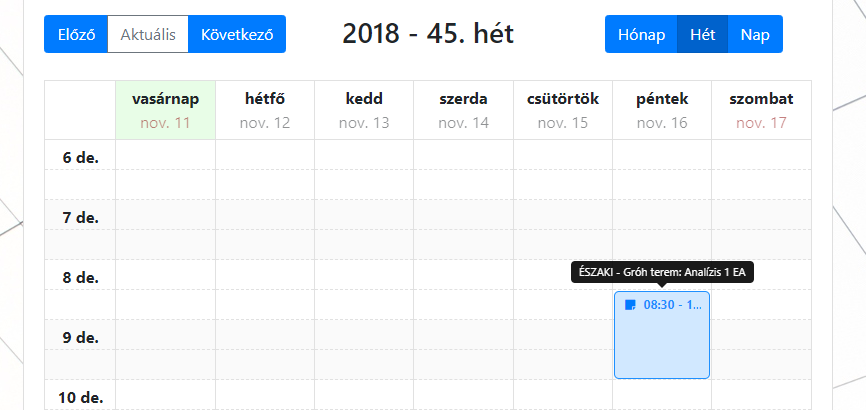 Előző Aktuális Következő 2018 - 45. hét Hónap Hét Nap
vasárnap hétfő kedd szerda csütörtök péntek szombat
nov. 11 nov. 12 nov. 13 nov. 14 nov. 15 nov. 16 nov. 17
6 de.
7 de.
8 de.
ÉSZAKI - Gróh terem: Analízis 1 EA
08:30 - 1...
9 de.
10 de.